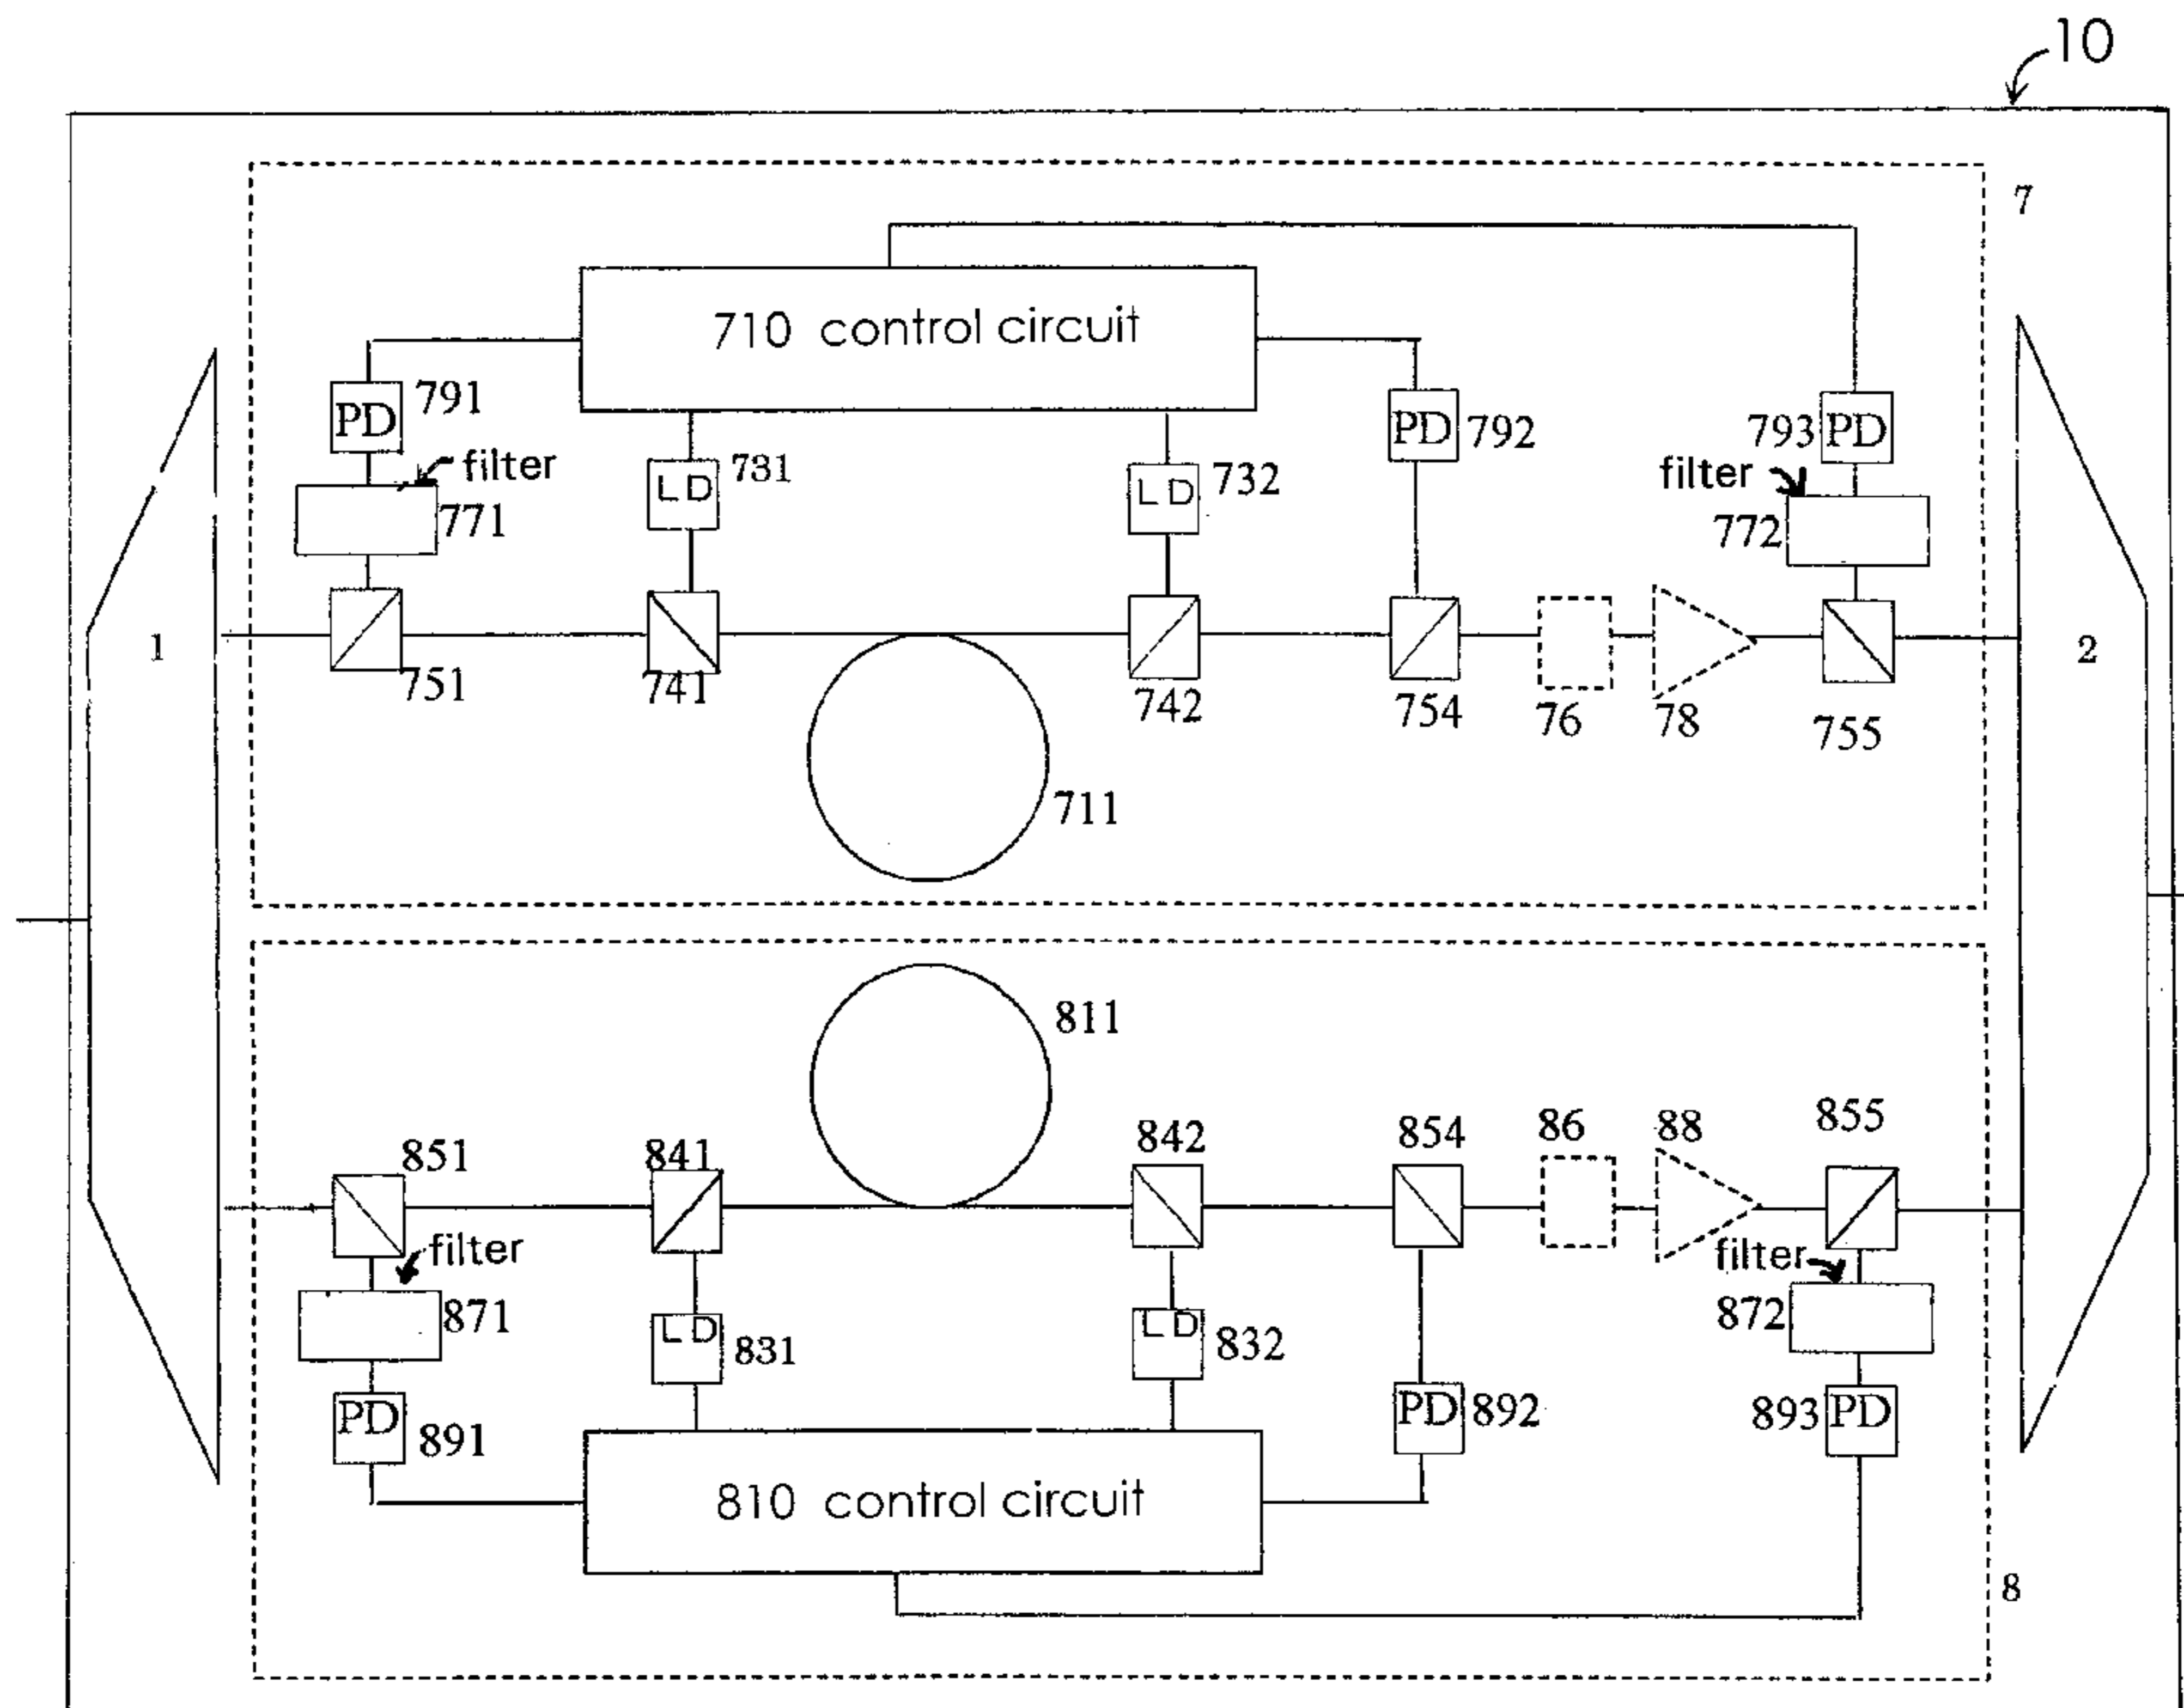 10
7
710 control circuit
791
PD
filter
771
731
LD
732
LD
PD
792
793
PD
filter
772
1
2
751
741
742
754
76
78
755
711
811
851
841
842
854
86
88
855
filter
871
LD
831
LD
832
filter
872
PD
891
PD
892
893
PD
810 control circuit
8